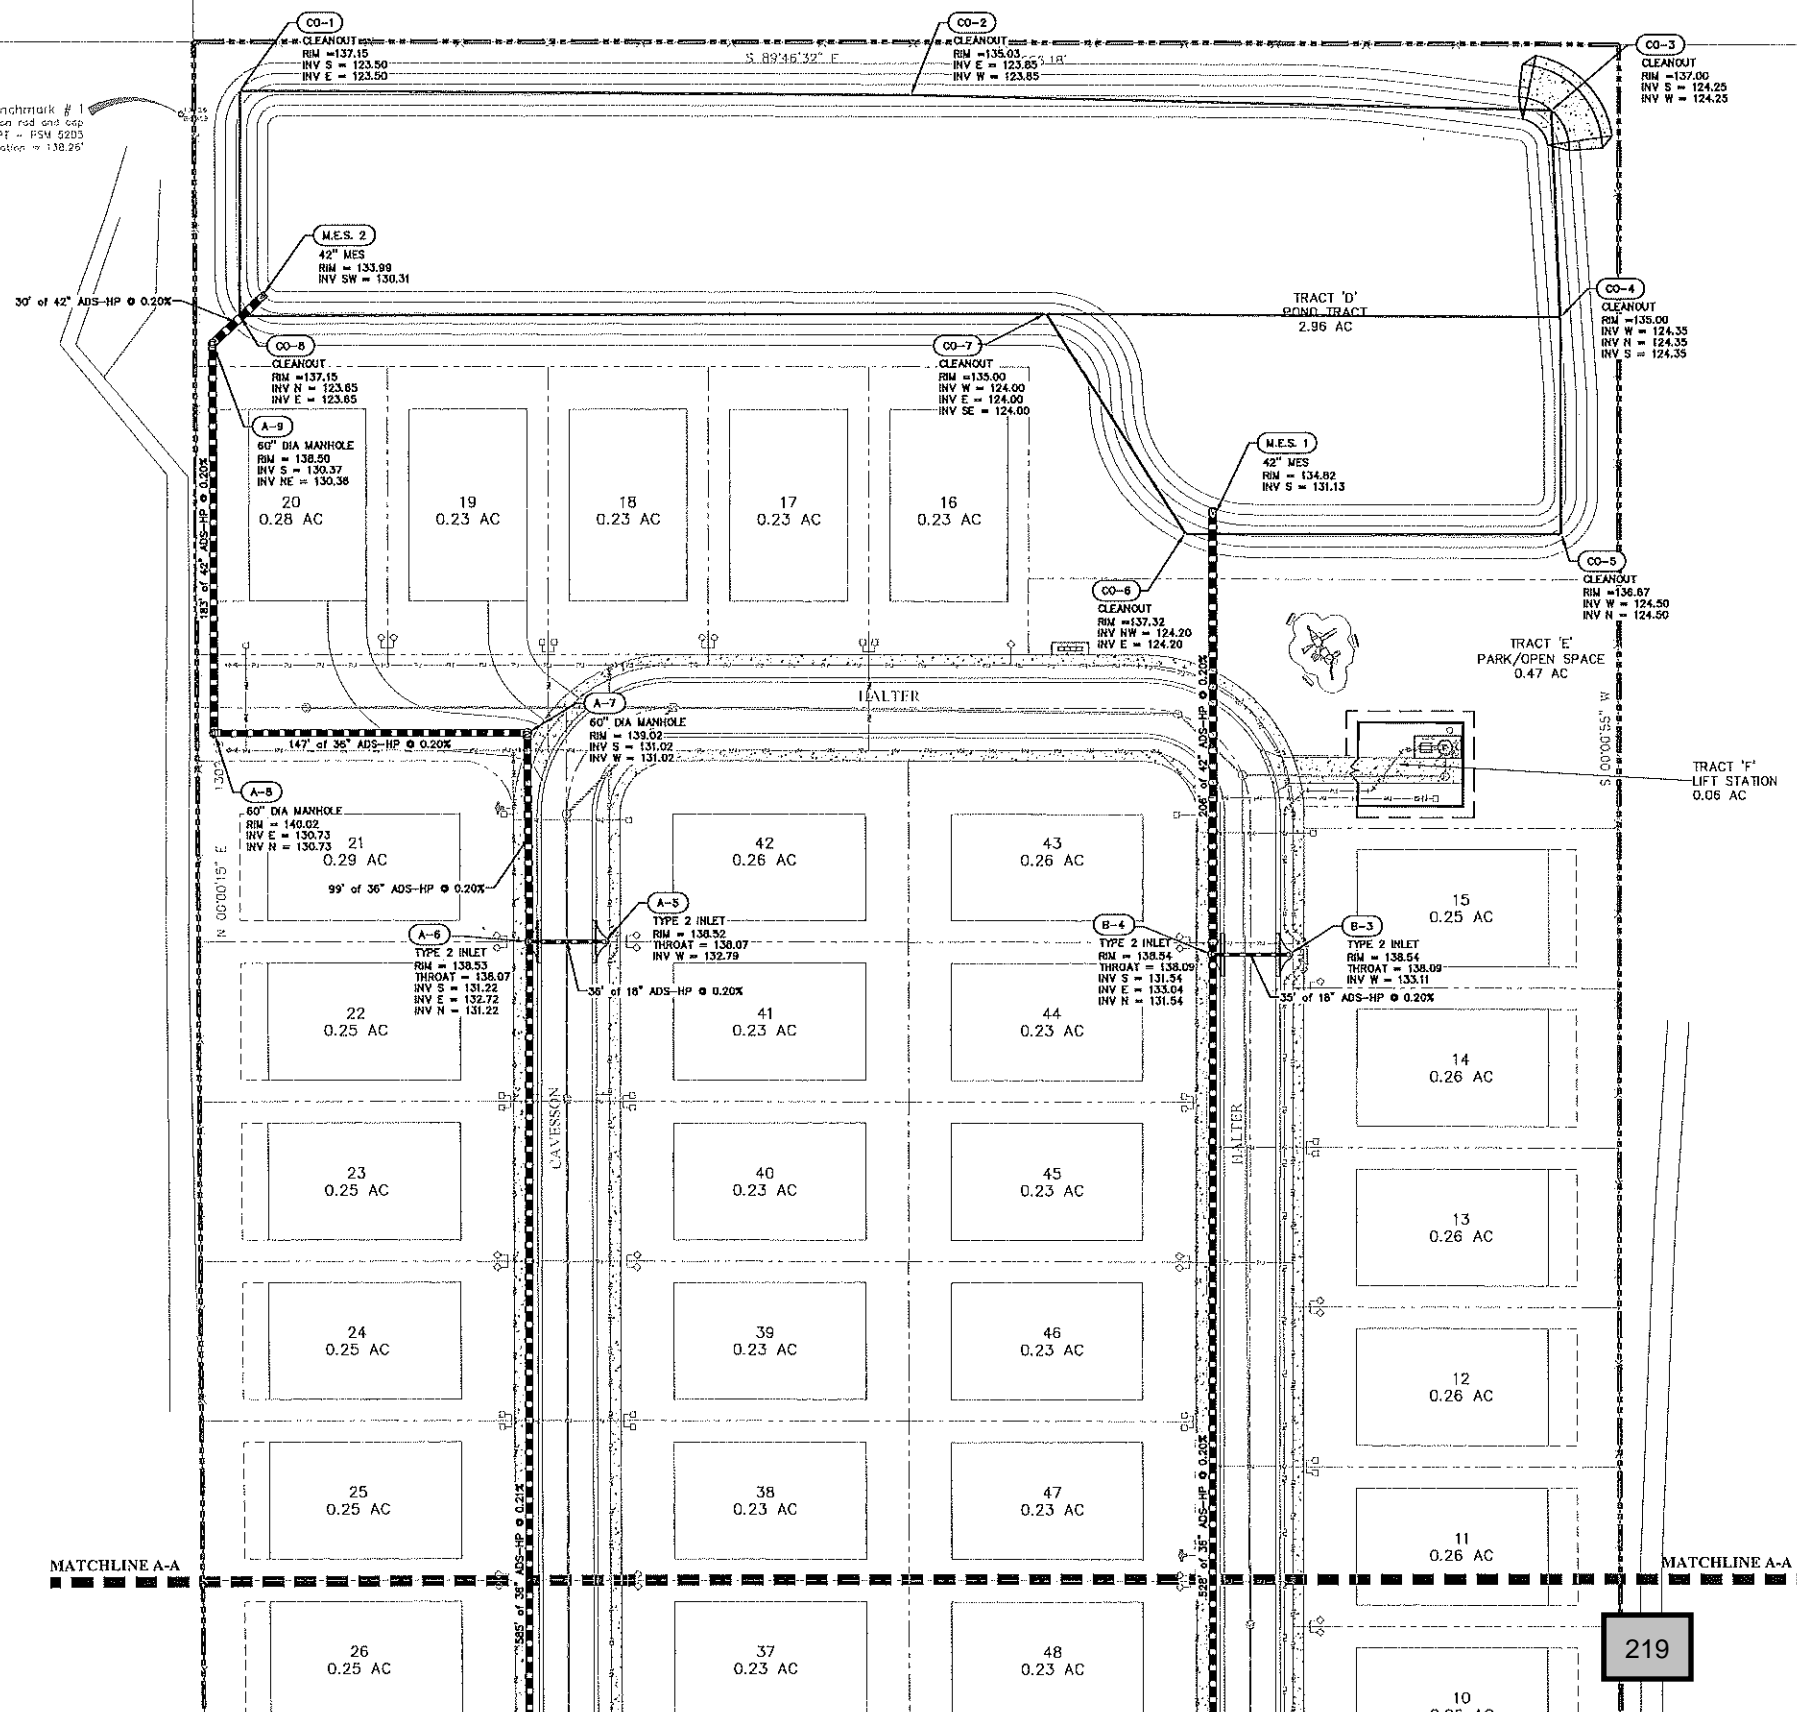 CO-1
CLEANOUT
RIM =137.15
INV S = 123.50
INV E = 123.50
CO-2
CLEANOUT
RIM =135.03
INV E = 123.85
INV W = 123.85
S 89°46'32" E
CO-3
CLEANOUT
RIM =137.00
INV S = 124.25
INV W = 124.25
nchmark # 1
on rod and cap
PSM 5203
ation = 138.26'
M.E.S. 2
42" MES
RIM = 133.99
INV SW = 130.31
30' of 42" ADS-HP @ 0.20%
TRACT 'D'
POND TRACT
2.96 AC
CO-4
CLEANOUT
RIM =135.00
INV W = 124.35
INV N = 124.35
INV S = 124.35
CO-8
CLEANOUT
RIM =137.15
INV N = 123.65
INV E = 123.65
CO-7
CLEANOUT
RIM =135.00
INV W = 124.00
INV E = 124.00
INV SE = 124.00
A-9
60" DIA MANHOLE
RIM = 138.50
INV S = 130.37
INV NE = 130.36
183' of 42" ADS-HP @ 0.20%
M.E.S. 1
42" MES
RIM = 134.82
INV S = 131.13
20
0.28 AC
19
0.23 AC
18
0.23 AC
17
0.23 AC
16
0.23 AC
CO-5
CLEANOUT
RIM =136.87
INV W = 124.50
INV N = 124.50
CO-6
CLEANOUT
RIM =137.32
INV NW = 124.20
INV E = 124.20
TRACT 'E'
PARK/OPEN SPACE
0.47 AC
HALTER
A-7
60" DIA MANHOLE
RIM = 139.02
INV S = 131.02
INV W = 131.02
147' of 36" ADS-HP @ 0.20%
206' of 42" ADS-HP @ 0.20%
S 00°00'55" W
TRACT 'F'
LIFT STATION
0.06 AC
A-8
60" DIA MANHOLE
RIM = 140.02
INV E = 130.73
INV N = 130.73
N 00°00'15" E
21
0.29 AC
42
0.26 AC
43
0.26 AC
99' of 36" ADS-HP @ 0.20%
15
0.25 AC
A-5
TYPE 2 INLET
RIM = 138.52
THROAT = 138.07
INV W = 132.79
A-6
TYPE 2 INLET
RIM = 138.53
THROAT = 138.07
INV S = 131.22
INV E = 132.72
INV N = 131.22
36' of 18" ADS-HP @ 0.20%
B-4
TYPE 2 INLET
RIM = 138.54
THROAT = 138.09
INV S = 131.54
INV E = 133.04
INV N = 131.54
B-3
TYPE 2 INLET
RIM = 138.54
THROAT = 138.09
INV W = 133.11
35' of 18" ADS-HP @ 0.20%
22
0.25 AC
41
0.23 AC
44
0.23 AC
14
0.26 AC
CAVESSON
HALTER
23
0.25 AC
40
0.23 AC
45
0.23 AC
13
0.26 AC
24
0.25 AC
39
0.23 AC
46
0.23 AC
12
0.26 AC
25
0.25 AC
38
0.23 AC
47
0.23 AC
11
0.26 AC
MATCHLINE A-A
MATCHLINE A-A
26
0.25 AC
37
0.23 AC
48
0.23 AC
10
219